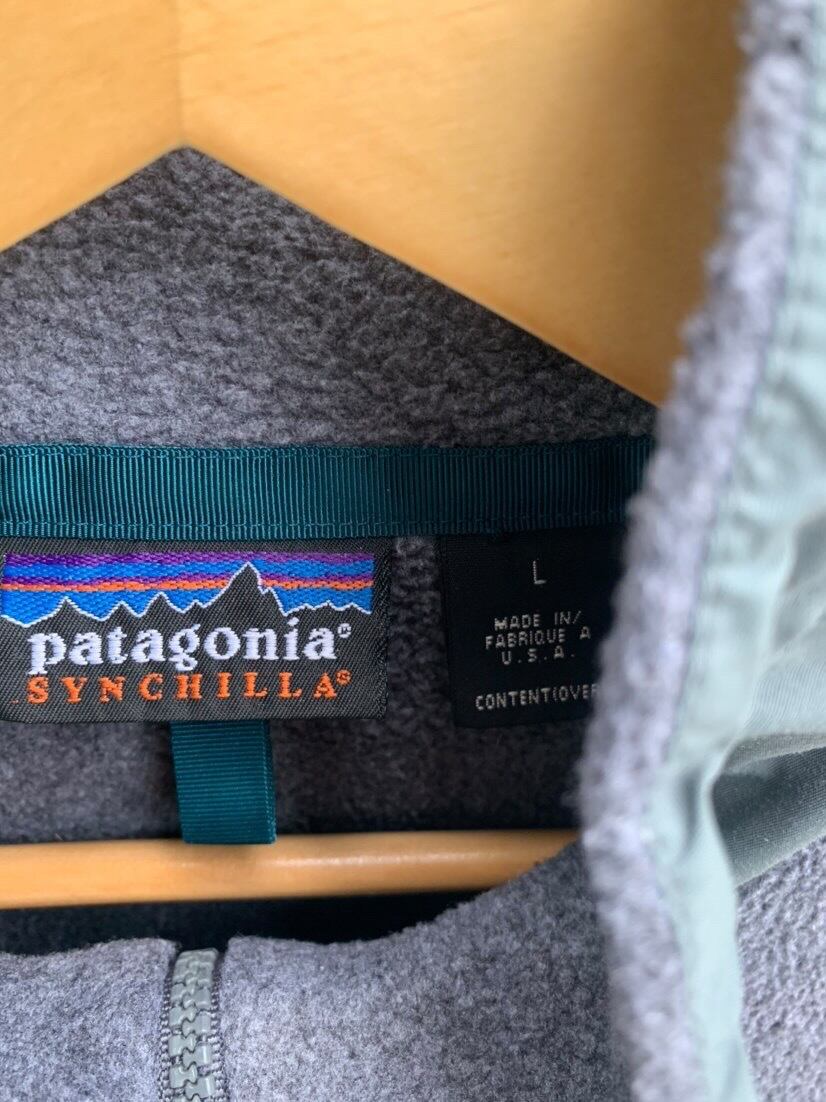 patagonia®
SYNCHILLA®
L
MADE IN/
FABRIQUE A
U.S.A.
CONTENT(OVER